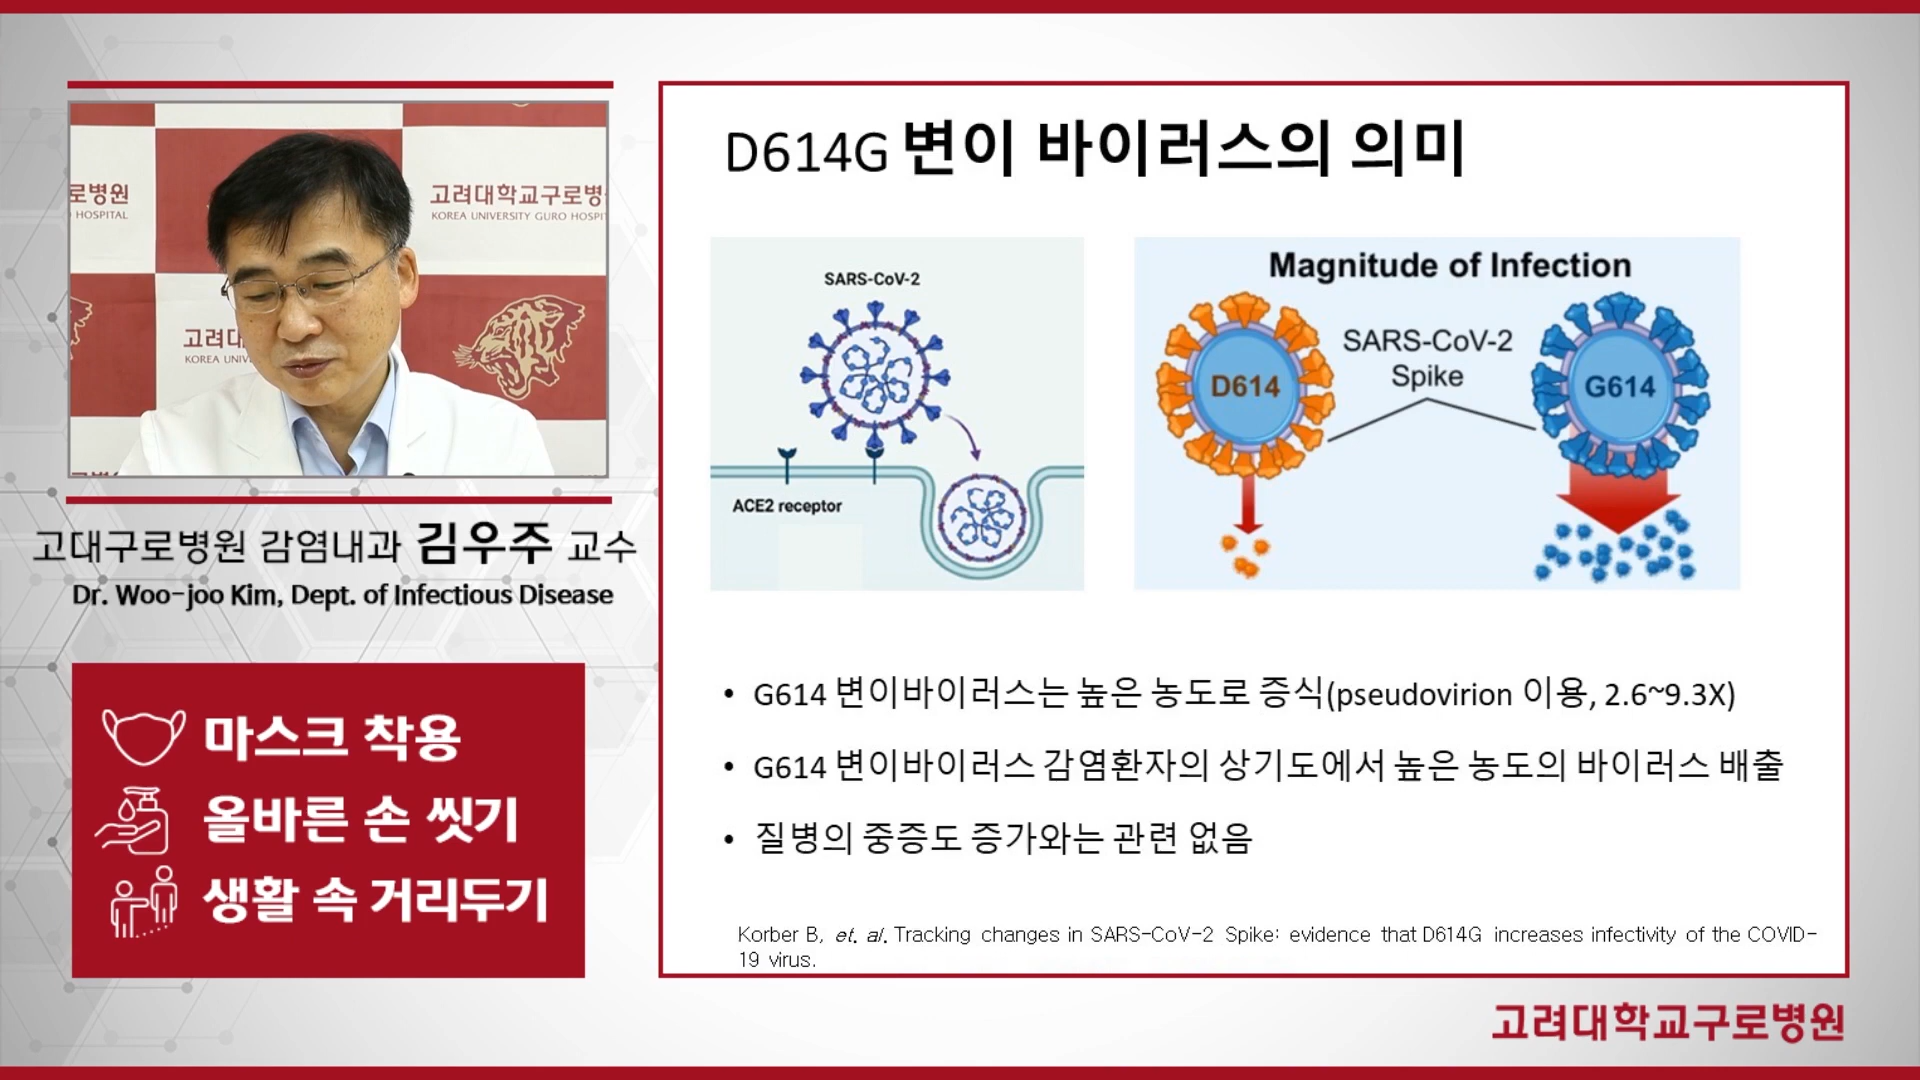 로병원
HOSPITAL
고려대학교구로병
KOREA UNIVERSITY GURO HOSPI
고려대
KOREA UNIV
고대구로병원 감염내과 김우주 교수
Dr. Woo-joo Kim, Dept. of Infectious Disease
마스크 착용
올바른 손 씻기
생활 속 거리두기
D614G 변이 바이러스의 의미
SARS-CoV-2
ACE2 receptor
Magnitude of Infection
SARS-CoV-2
Spike
D614
G614
• G614 변이바이러스는 높은 농도로 증식(pseudovirion 이용, 2.6~9.3X)
• G614 변이바이러스 감염환자의 상기도에서 높은 농도의 바이러스 배출
• 질병의 중증도 증가와는 관련 없음
Korber B, et. al. Tracking changes in SARS-CoV-2 Spike: evidence that D614G increases infectivity of the COVID-
19 virus.
고려대학교구로병원